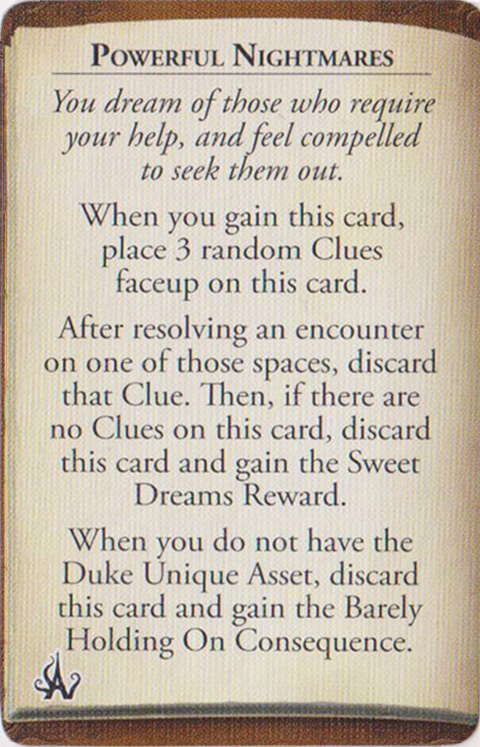 POWERFUL NIGHTMARES
You dream of those who require
your help, and feel compelled
to seek them out.
When you gain this card,
place 3 random Clues
faceup on this card.
After resolving an encounter
on one of those spaces, discard
that Clue. Then, if there are
no Clues on this card, discard
this card and gain the Sweet
Dreams Reward.
When you do not have the
Duke Unique Asset, discard
this card and gain the Barely
Holding On Consequence.